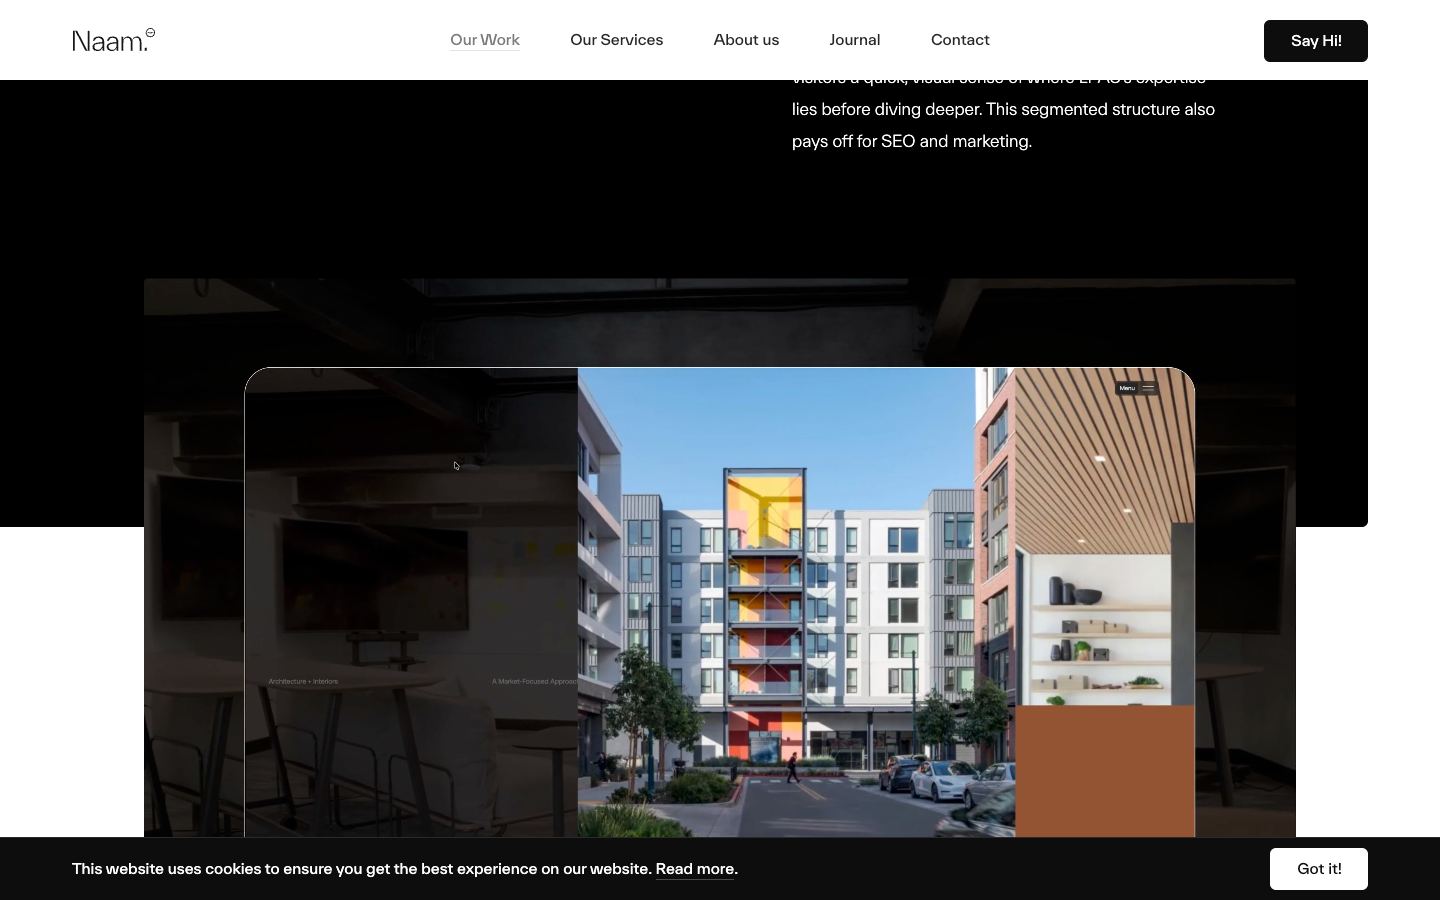 Naam.
Our Work
Our Services
About us
Journal
Contact
Say Hi!
lies before diving deeper. This segmented structure also
pays off for SEO and marketing.
Menu
Architecture + Interiors
A Market-Focused Approach
This website uses cookies to ensure you get the best experience on our website. Read more.
Got it!